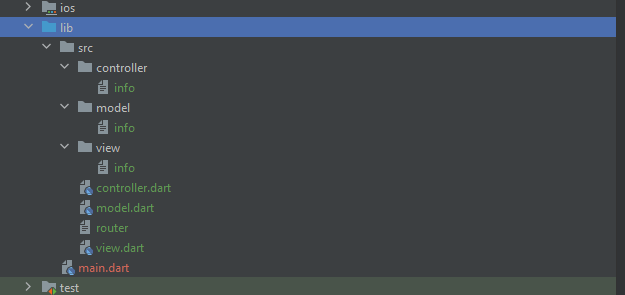 ios
lib
src
controller
info
model
info
view
info
controller.dart
model.dart
router
view.dart
main.dart
test